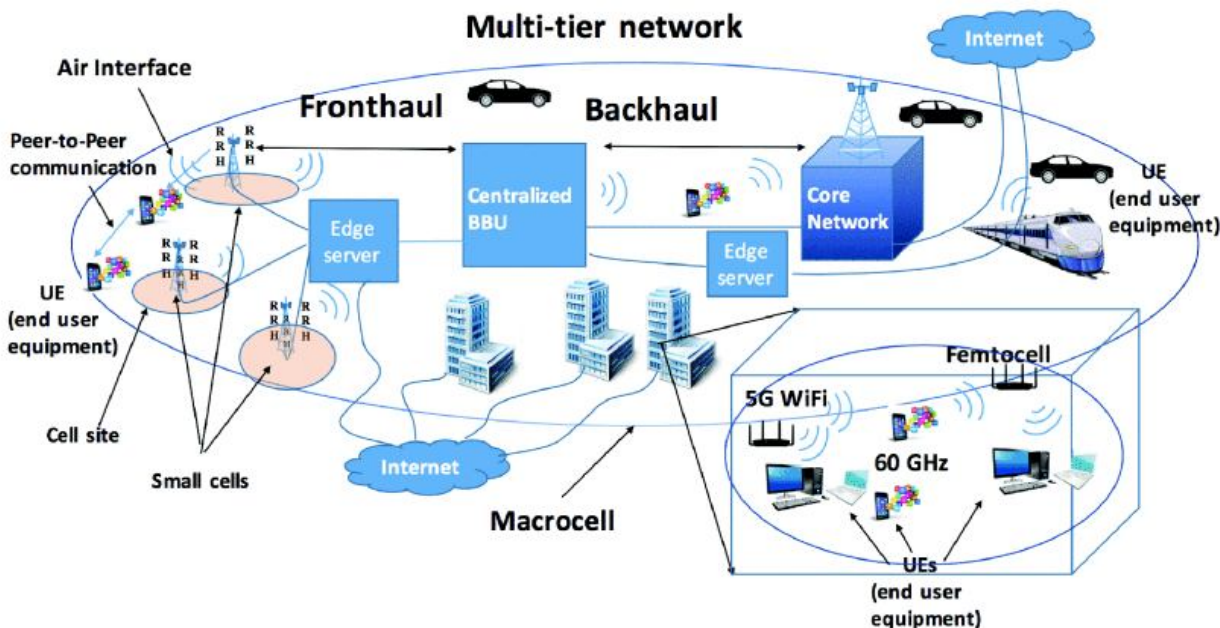 Multi-tier network
Internet
Air Interface
Fronthaul
Backhaul
Peer-to-Peer
communication
R R
R R
H H
Centralized
BBU
Core
Network
UE
(end user
equipment)
Edge
server
Edge
server
R R
R R
H H H
UE
(end user
equipment)
R R
R R R
H H H
Femtocell
5G WiFi
Cell site
Internet
60 GHz
Small cells
Macrocell
UEs
(end user
equipment)